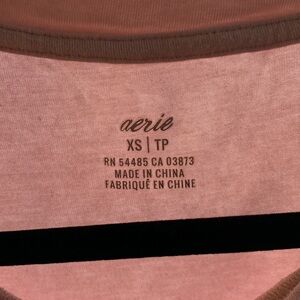 aerie
XS | TP
RN 54485 CA 03873
MADE IN CHINA
FABRIQUÉ EN CHINE